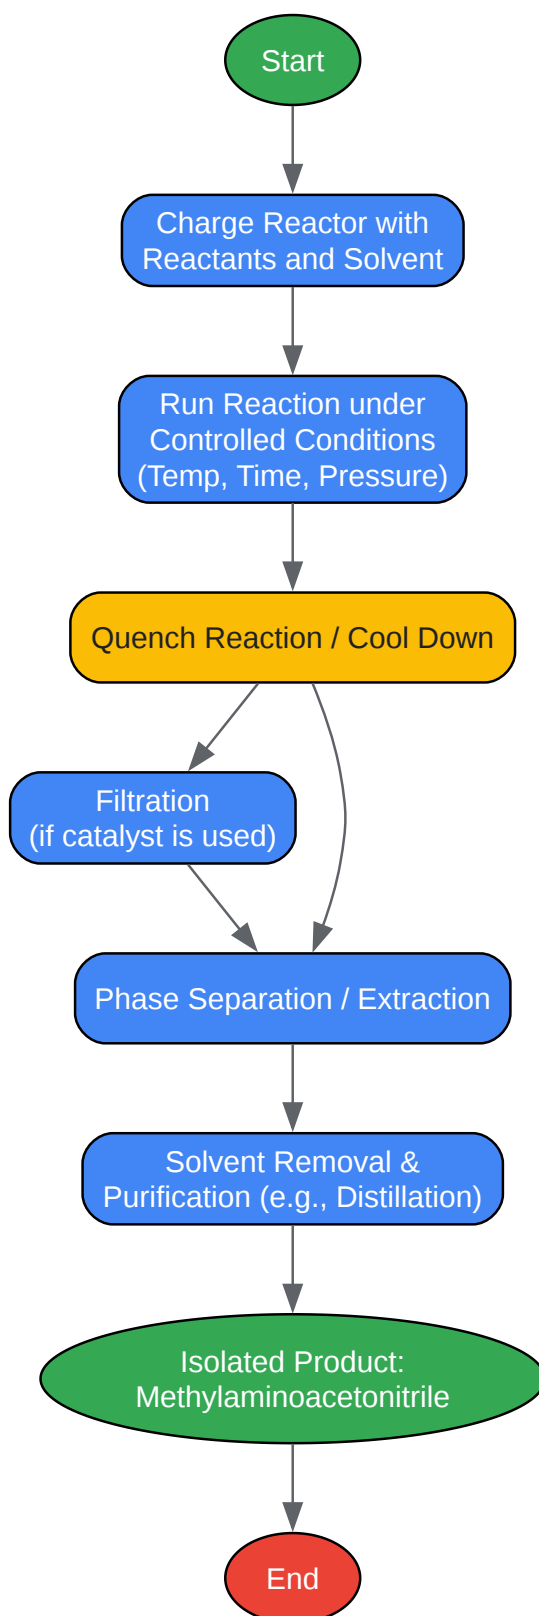 Start
Charge Reactor with
Reactants and Solvent
Run Reaction under
Controlled Conditions
(Temp, Time, Pressure)
Quench Reaction / Cool Down
Filtration
(if catalyst is used)
Phase Separation / Extraction
Solvent Removal &
Purification (e.g., Distillation)
Isolated Product:
Methylaminoacetonitrile
End